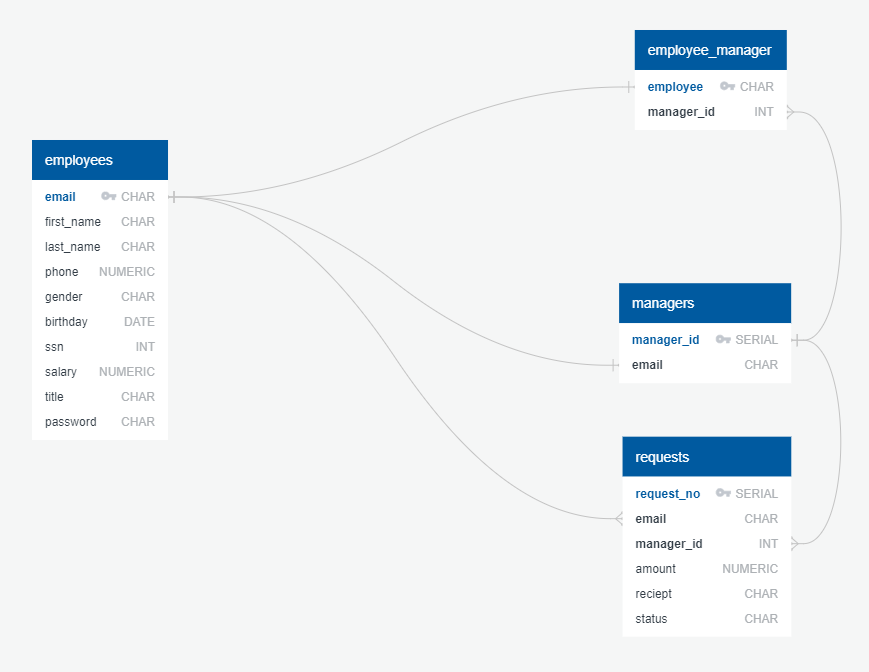 employee_manager
employee CHAR
manager_id INT
employees
email CHAR
first_name CHAR
last_name CHAR
phone NUMERIC
gender CHAR
birthday DATE
ssn INT
salary NUMERIC
title CHAR
password CHAR
managers
manager_id SERIAL
email CHAR
requests
request_no SERIAL
email CHAR
manager_id INT
amount NUMERIC
reciept CHAR
status CHAR